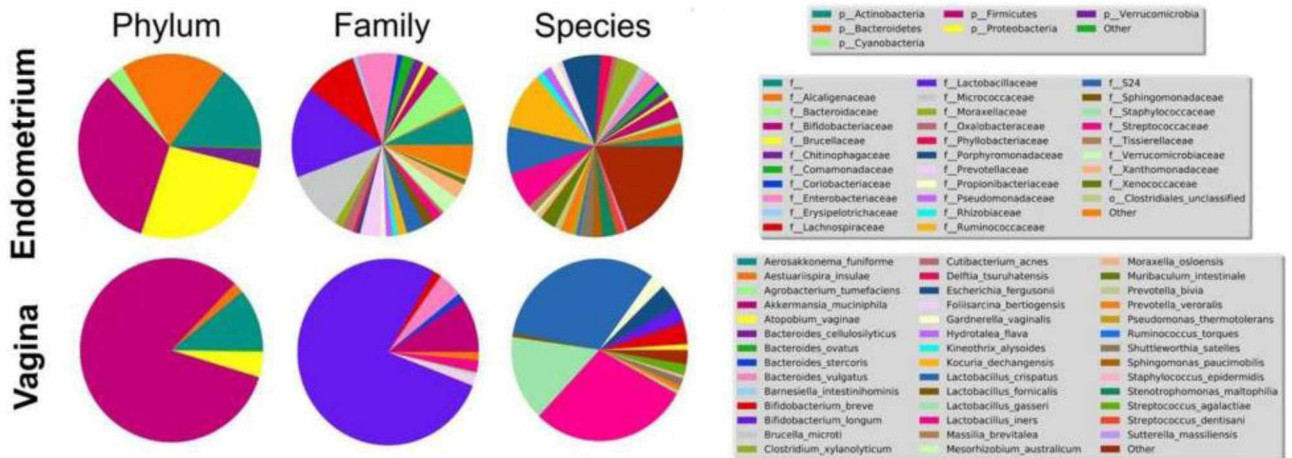 Phylum Family Species
Endometrium
Vagina
p__Actinobacteria p__Firmicutes p__Verrucomicrobia
p__Bacteroidetes p__Proteobacteria Other
p__Cyanobacteria
f__ f__Lactobacillaceae f__S24
f__Alcaligenaceae f__Micrococcaceae f__Sphingomonadaceae
f__Bacteroidaceae f__Moraxellaceae f__Staphylococcaceae
f__Bifidobacteriaceae f__Oxalobacteraceae f__Streptococcaceae
f__Brucellaceae f__Phyllobacteriaceae f__Tissierellaceae
f__Chitinophagaceae f__Porphyromonadaceae f__Verrucomicrobiaceae
f__Comamonadaceae f__Prevotellaceae f__Xanthomonadaceae
f__Coriobacteriaceae f__Propionibacteriaceae f__Xenococcaceae
f__Enterobacteriaceae f__Pseudomonadaceae o__Clostridiales_unclassified
f__Erysipelotrichaceae f__Rhizobiaceae Other
f__Lachnospiraceae f__Ruminococcaceae
Aerosakkonema_funiforme Cutibacterium_acnes Moraxella_osloensis
Aestuariispira_insulae Delftia_tsuruhatensis Muribaculum_intestinale
Agrobacterium_tumefaciens Escherichia_fergusonii Prevotella_bivia
Akkermansia_muciniphila Foliisarcina_bertiogensis Prevotella_veroralis
Atopobium_vaginae Gardnerella_vaginalis Pseudomonas_thermotolerans
Bacteroides_cellulosilyticus Hydrotalea_flava Ruminococcus_torques
Bacteroides_ovatus Kineothrix_alysoides Shuttleworthia_satelles
Bacteroides_stercoris Kocuria_dechangensis Sphingomonas_paucimobilis
Bacteroides_vulgatus Lactobacillus_crispatus Staphylococcus_epidermidis
Barnesiella_intestinihominis Lactobacillus_fornicalis Stenotrophomonas_maltophilia
Bifidobacterium_breve Lactobacillus_gasseri Streptococcus_agalactiae
Bifidobacterium_longum Lactobacillus_iners Streptococcus_dentisani
Brucella_microti Massilia_brevitalea Sutterella_massiliensis
Clostridium_xylanolyticum Mesorhizobium_australicum Other